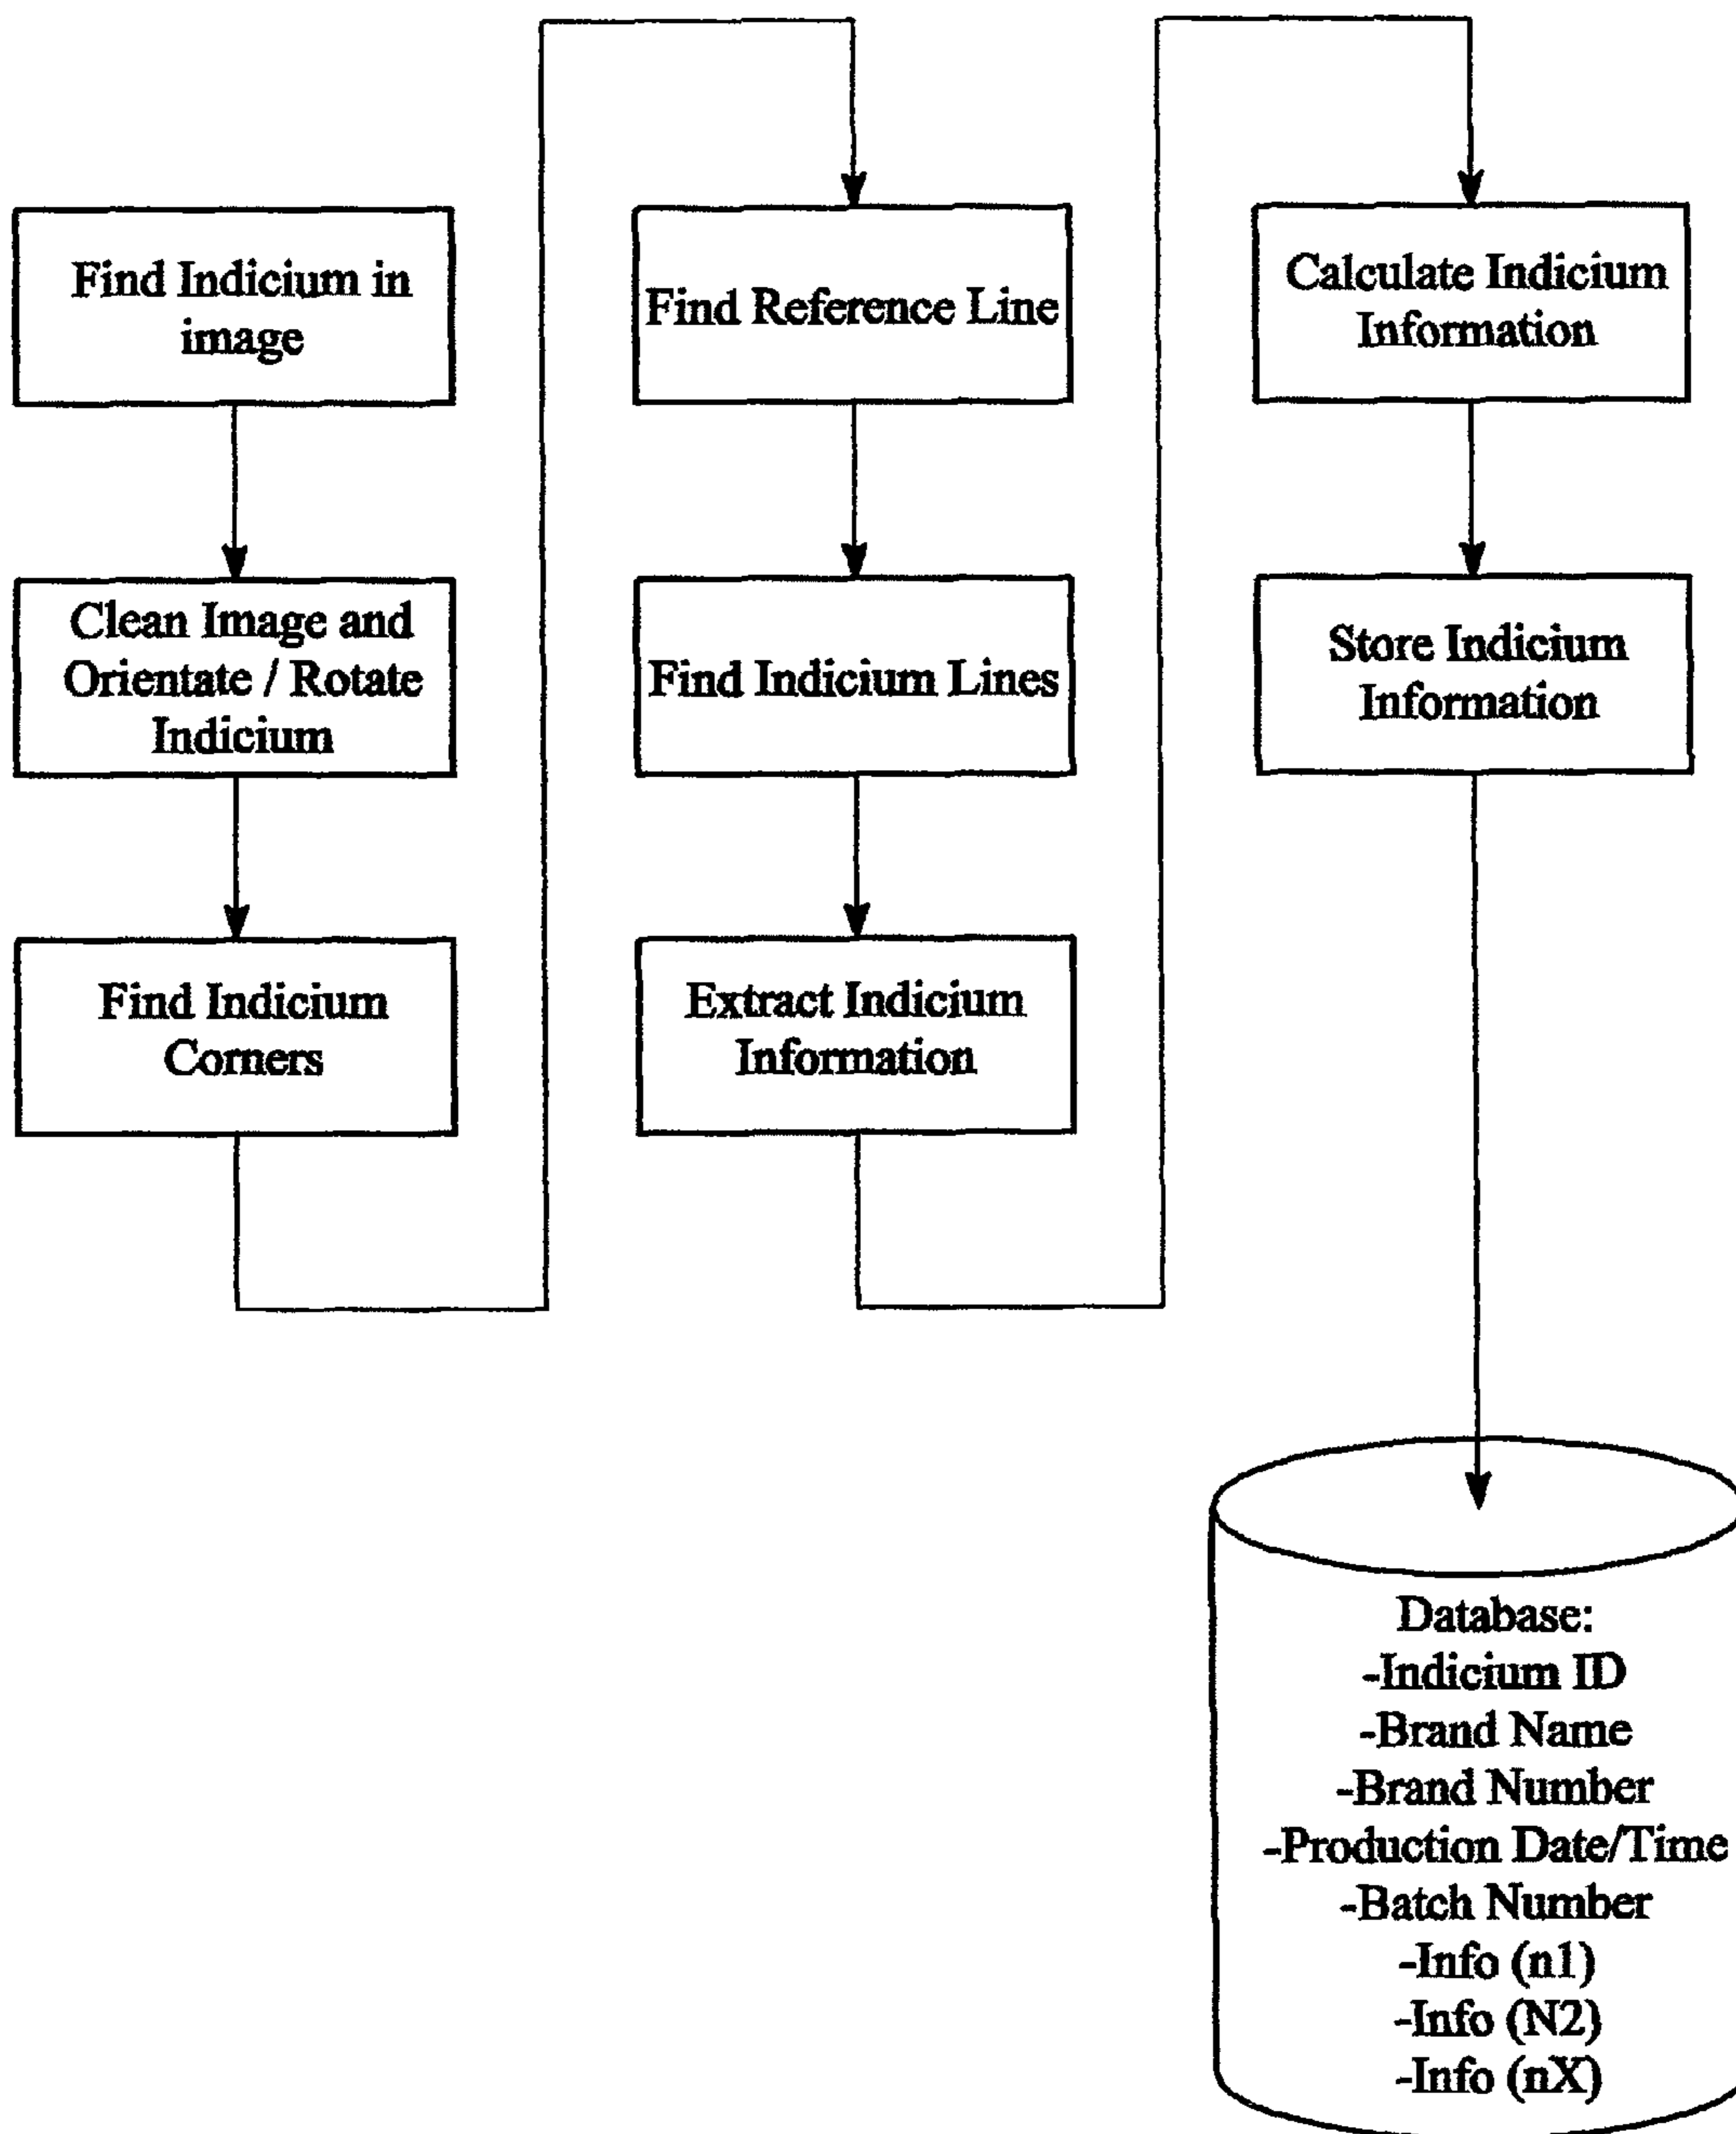 Find Indicium in
image
Clean Image and
Orientate / Rotate
Indicium
Find Indicium
Corners
Find Reference Line
Find Indicium Lines
Extract Indicium
Information
Calculate Indicium
Information
Store Indicium
Information
Database:
-Indicium ID
-Brand Name
-Brand Number
-Production Date/Time
-Batch Number
-Info (n1)
-Info (N2)
-Info (nX)